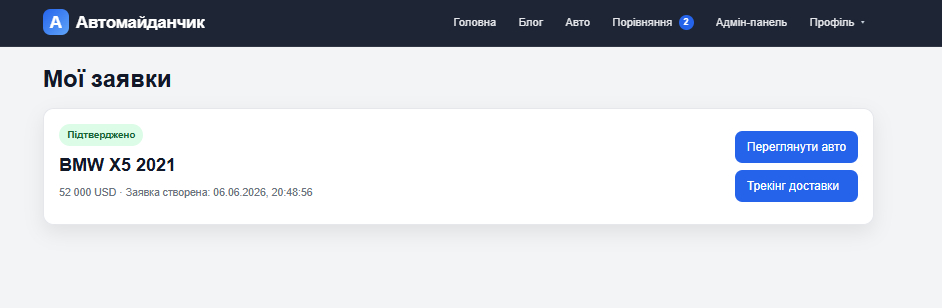 A Автомайданчик Головна Блог Авто Порівняння 2 Адмін-панель Профіль
Мої заявки
Підтверджено
BMW X5 2021
52 000 USD · Заявка створена: 06.06.2026, 20:48:56
Переглянути авто
Трекінг доставки